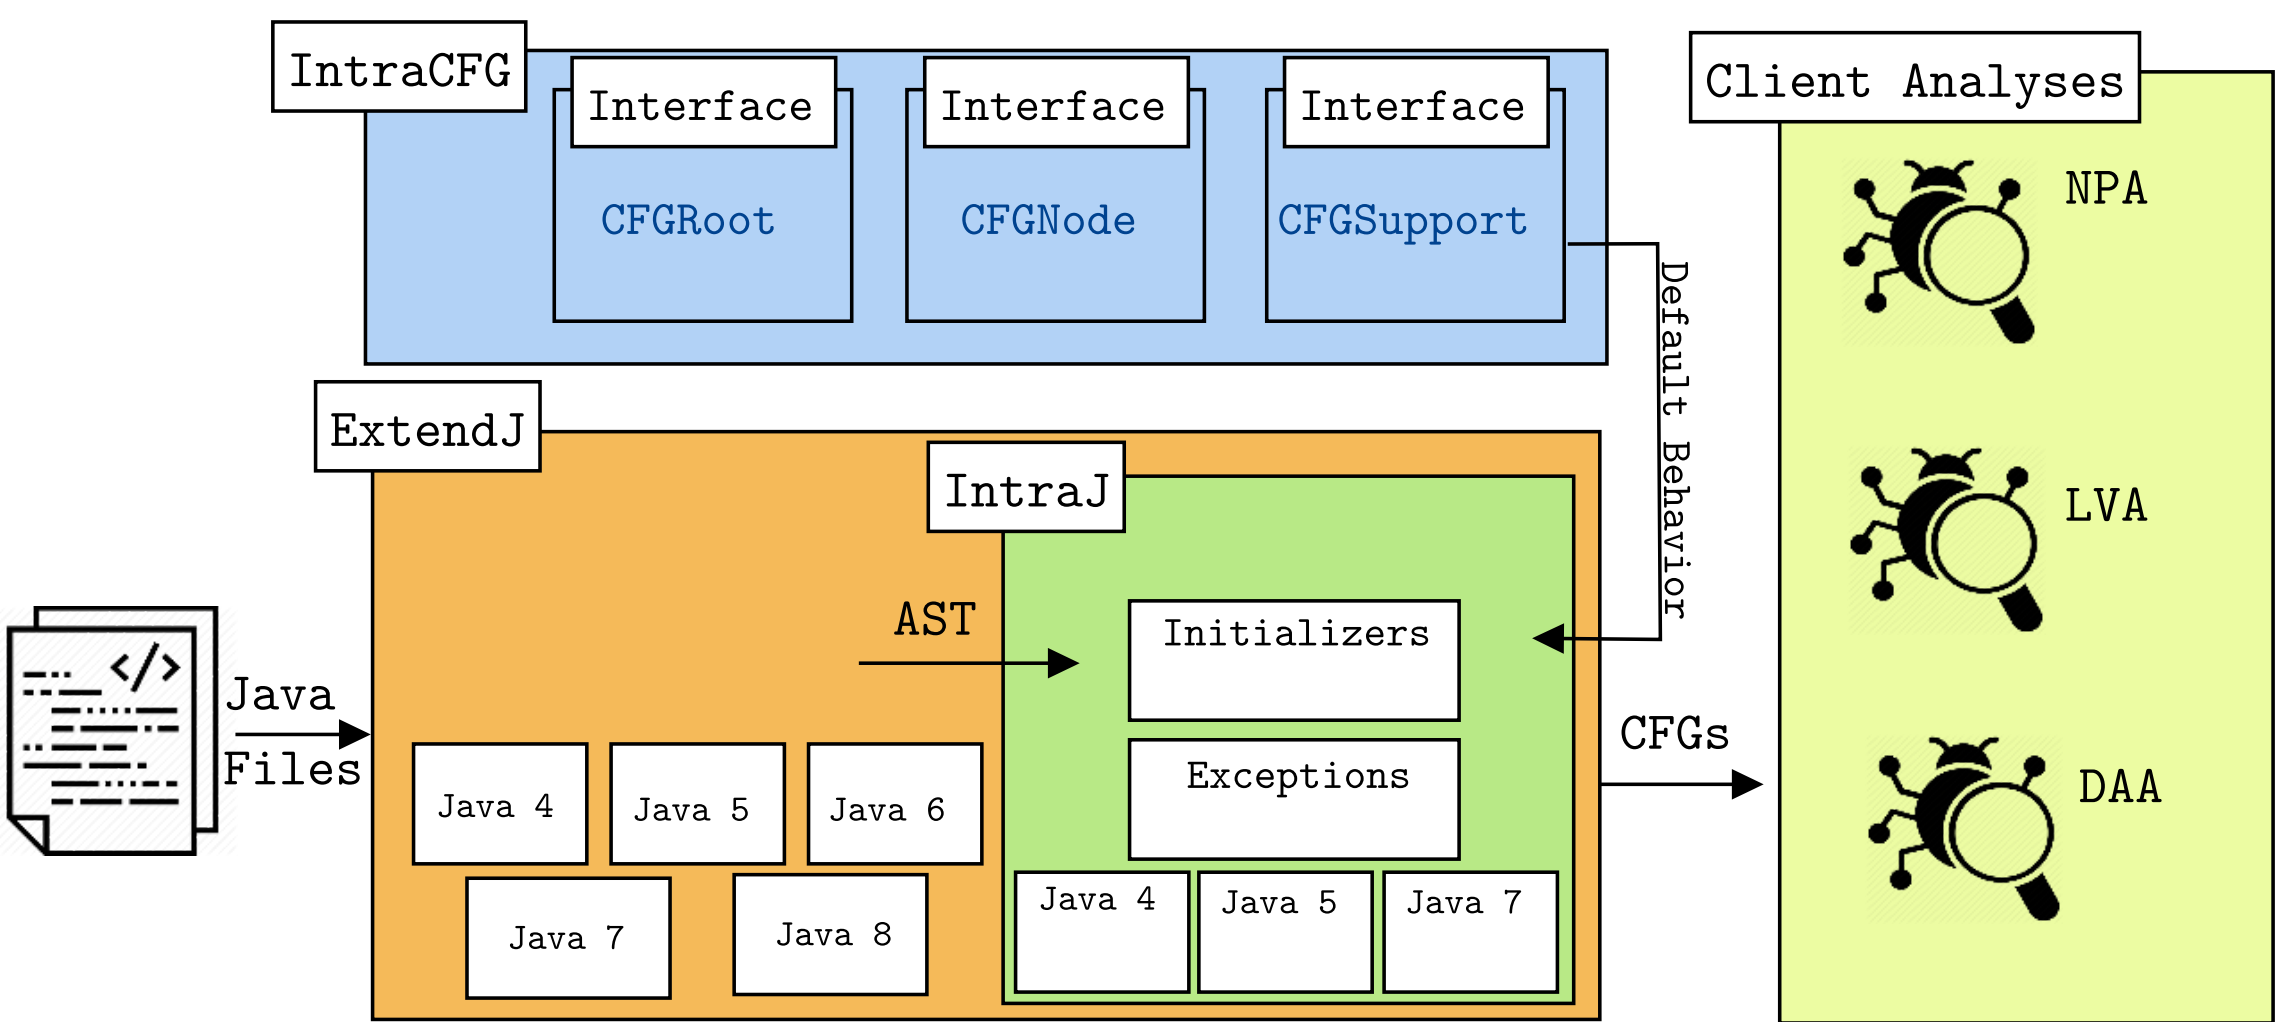 IntraCFG
Interface
CFGRoot
Interface
CFGNode
Interface
CFGSupport
Default Behavior
Client Analyses
NPA
LVA
DAA
ExtendJ
IntraJ
AST
Initializers
Exceptions
Java
Files
</>
Java 4
Java 5
Java 6
Java 7
Java 8
Java 4
Java 5
Java 7
CFGs